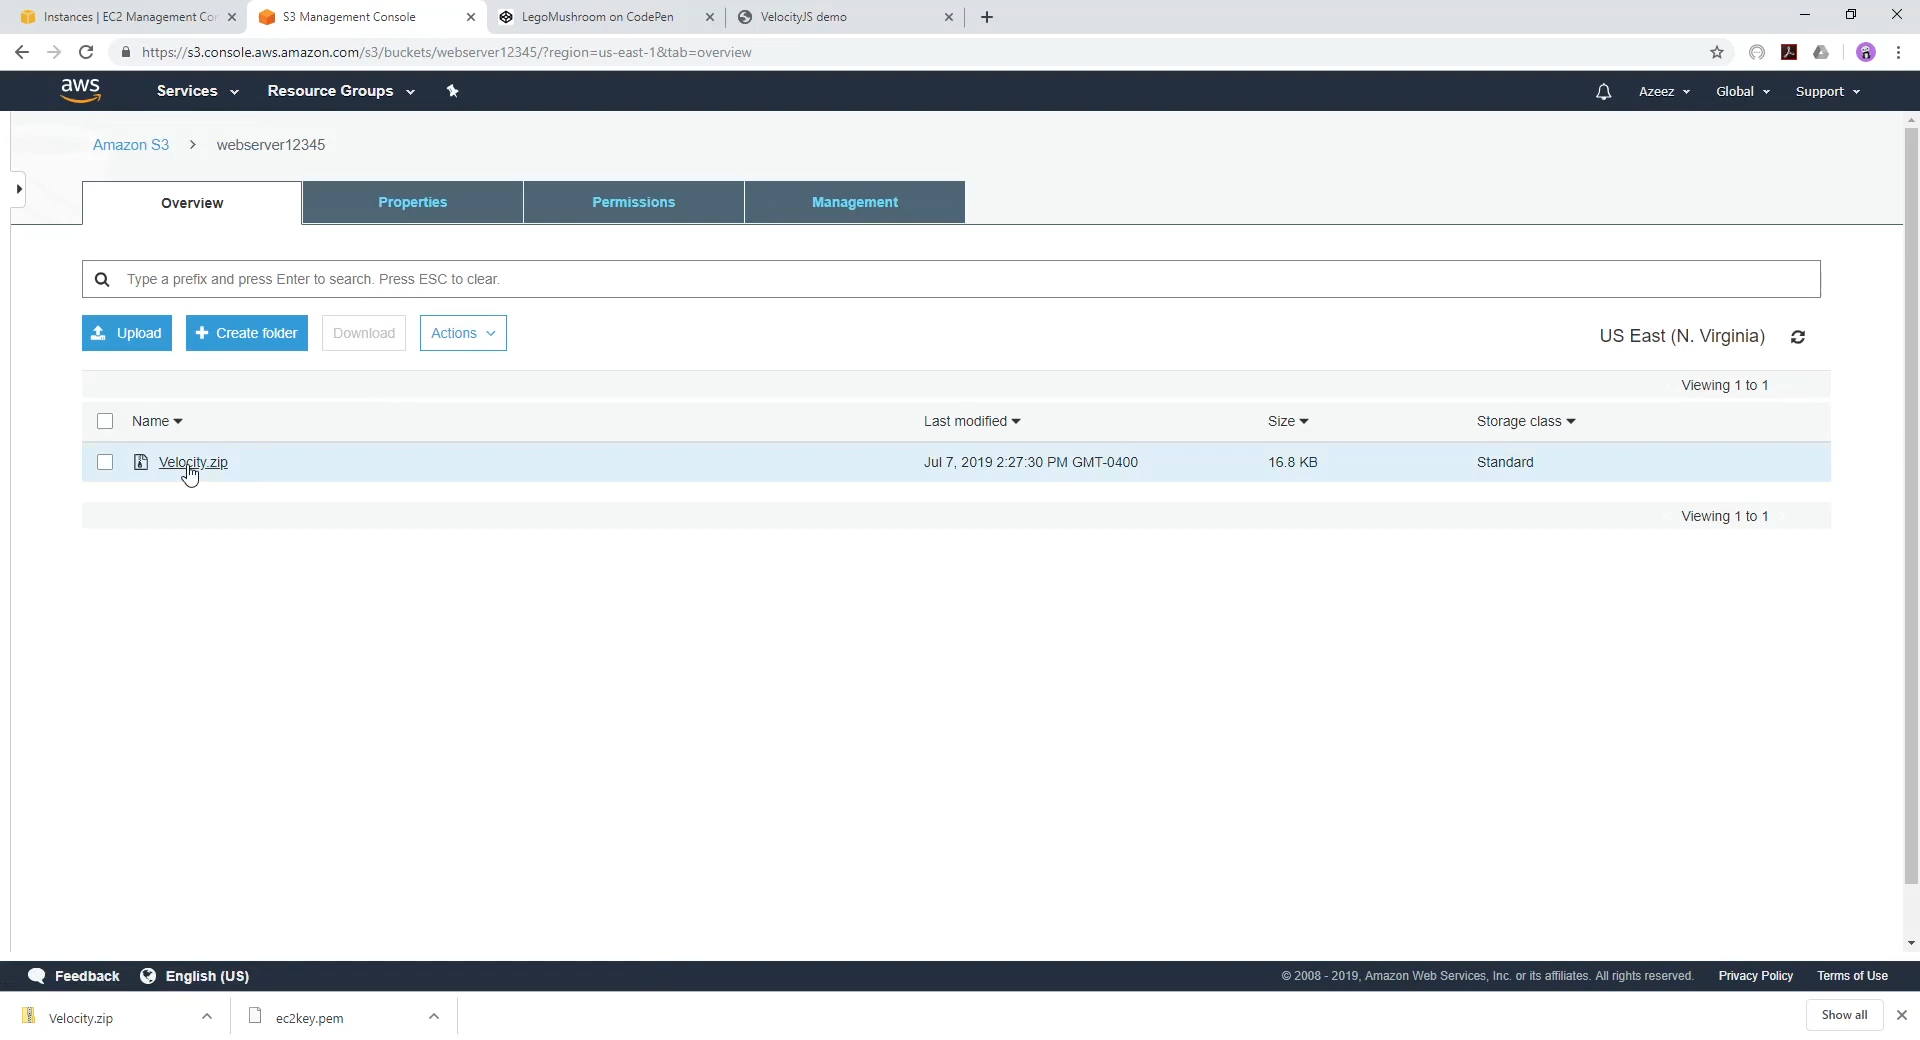 Instances | EC2 Management Con
S3 Management Console
LegoMushroom on CodePen
VelocityJS demo
https://s3.console.aws.amazon.com/s3/buckets/webserver12345/?region=us-east-1&tab=overview
aws
Services
Resource Groups
Azeez
Global
Support
Amazon S3 > webserver12345
Overview
Properties
Permissions
Management
Type a prefix and press Enter to search. Press ESC to clear.
Upload
+ Create folder
Download
Actions
US East (N. Virginia)
Viewing 1 to 1
Name
Last modified
Size
Storage class
Velocity.zip
Jul 7, 2019 2:27:30 PM GMT-0400
16.8 KB
Standard
Viewing 1 to 1
Feedback
English (US)
© 2008 - 2019, Amazon Web Services, Inc. or its affiliates. All rights reserved.
Privacy Policy
Terms of Use
Velocity.zip
ec2key.pem
Show all